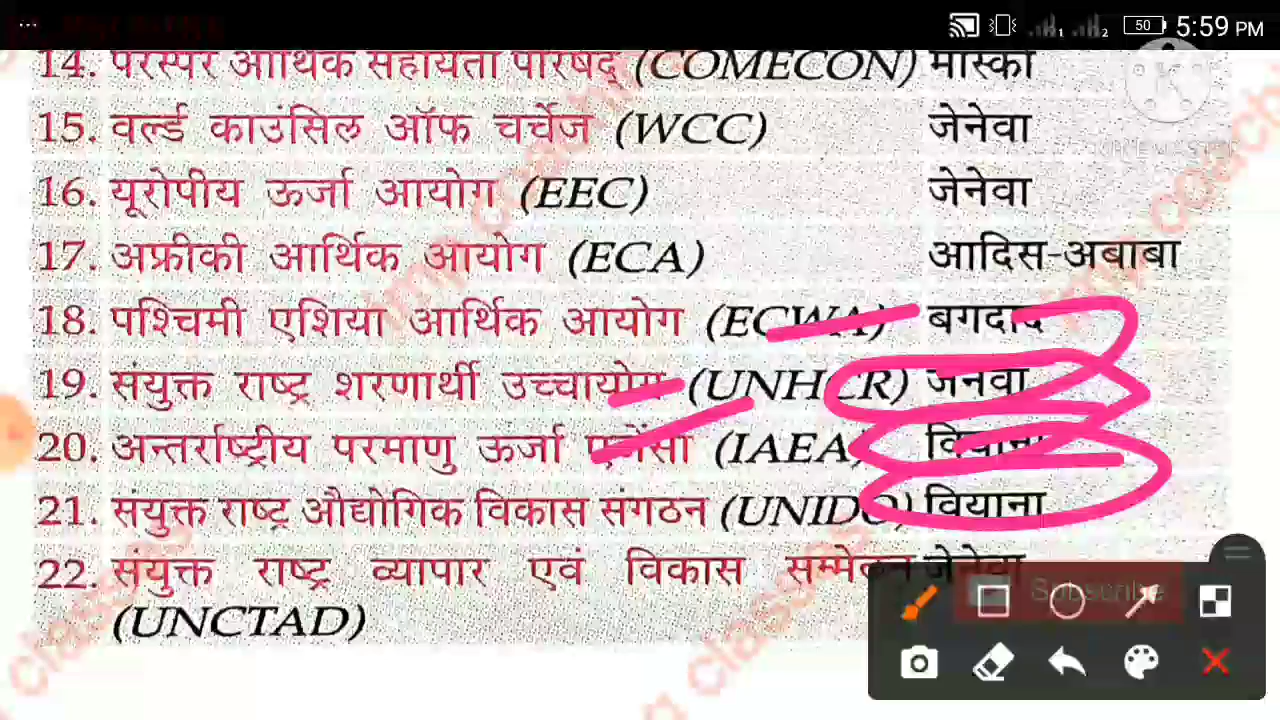 ... 50 5:59 PM
14. परस्पर आर्थिक सहायता परिषद् (COMECON) मास्को
15. वर्ल्ड काउंसिल ऑफ चर्चेज (WCC) जेनेवा
16. यूरोपीय ऊर्जा आयोग (EEC) जेनेवा
17. अफ्रीकी आर्थिक आयोग (ECA) आदिस-अबाबा
18. पश्चिमी एशिया आर्थिक आयोग (ECWA) बगदाद
19. संयुक्त राष्ट्र शरणार्थी उच्चायोग (UNHCR) जेनेवा
20. अन्तर्राष्ट्रीय परमाणु ऊर्जा एजेंसी (IAEA) वियाना
21. संयुक्त राष्ट्र औद्योगिक विकास संगठन (UNIDO) वियाना
22. संयुक्त राष्ट्र व्यापार एवं विकास सम्मेलन जेनेवा
(UNCTAD)
Subscribe